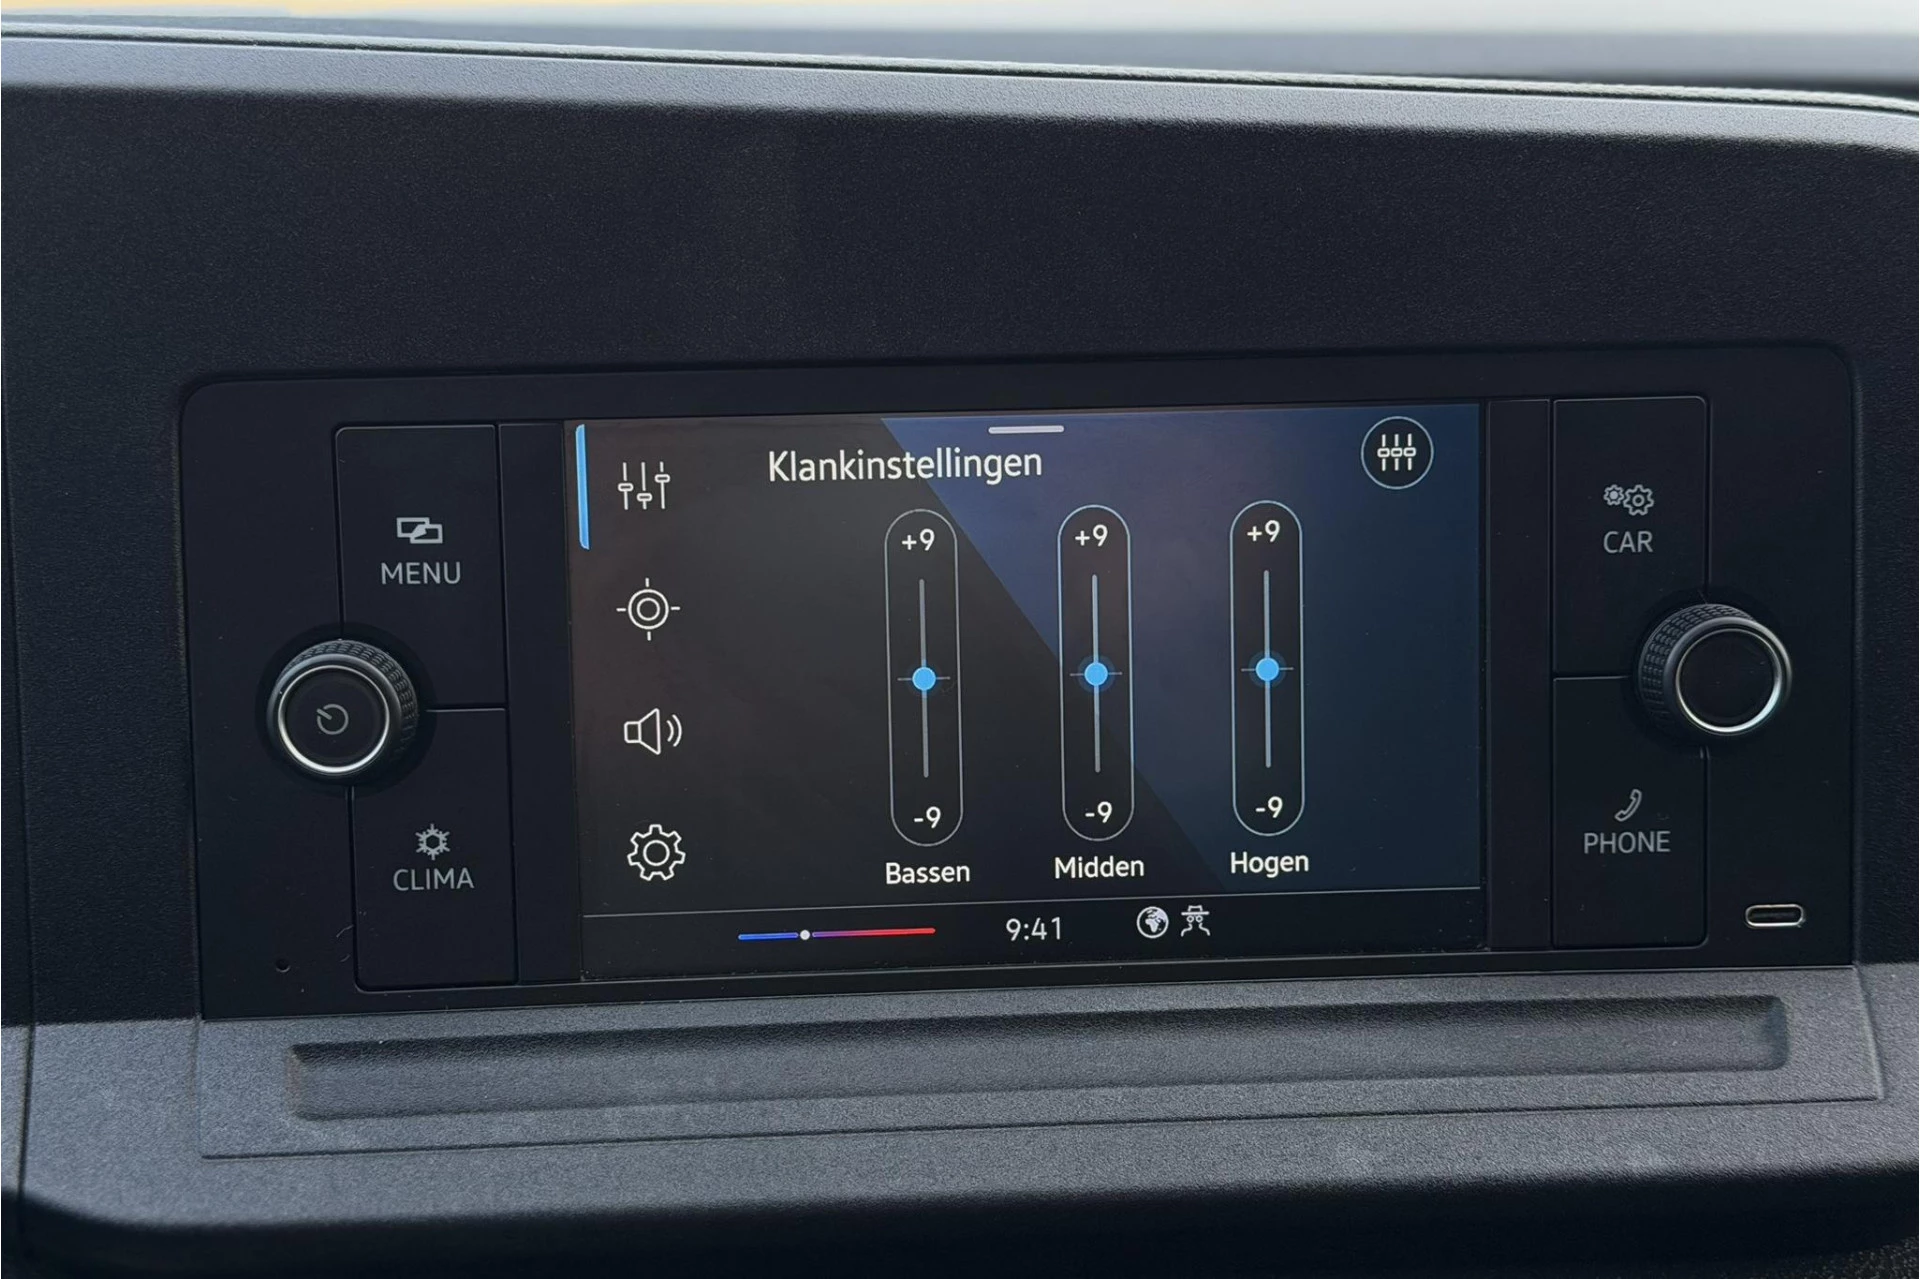 Klankinstellingen
MENU
CLIMA
+9
+9
+9
-9
-9
-9
Bassen
Midden
Hogen
9:41
CAR
PHONE